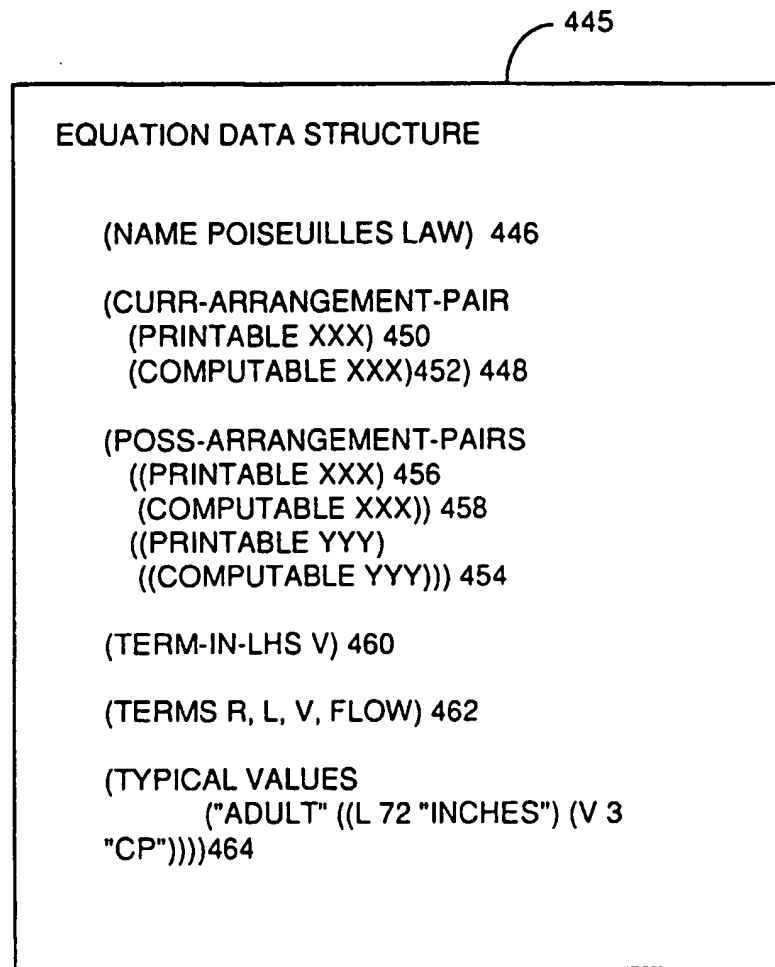 445
EQUATION DATA STRUCTURE
(NAME POISEUILLES LAW) 446
(CURR-ARRANGEMENT-PAIR
(PRINTABLE XXX) 450
(COMPUTABLE XXX)452) 448
(POSS-ARRANGEMENT-PAIRS
((PRINTABLE XXX) 456
(COMPUTABLE XXX)) 458
((PRINTABLE YYY)
((COMPUTABLE YYY))) 454
(TERM-IN-LHS V) 460
(TERMS R, L, V, FLOW) 462
(TYPICAL VALUES
("ADULT" ((L 72 "INCHES") (V 3
"CP"))))464